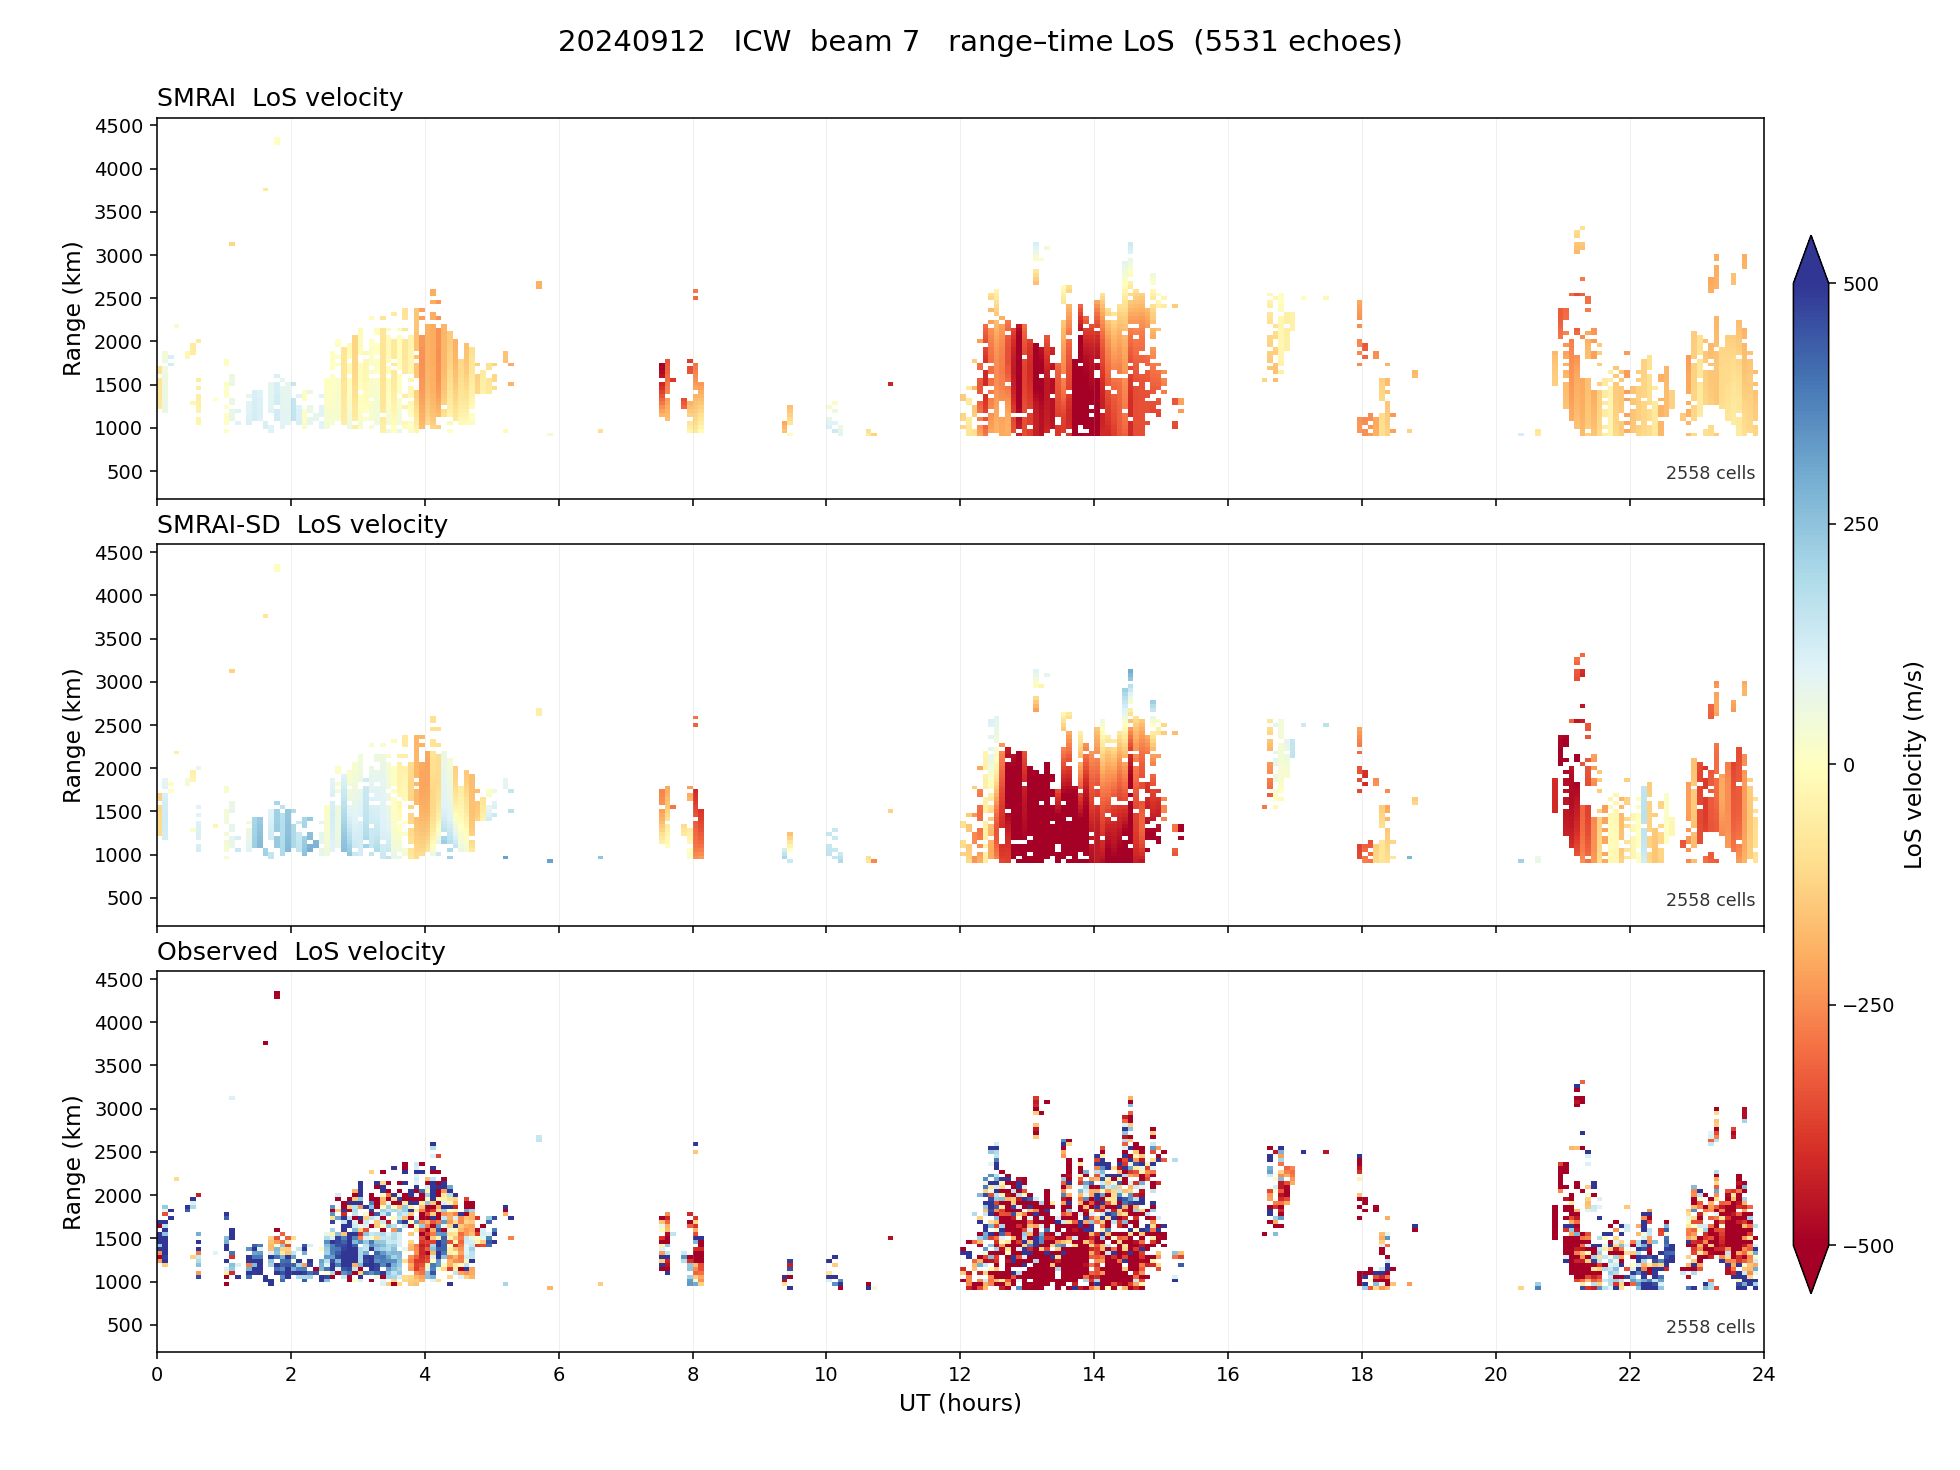 20240912   ICW  beam 7   range–time LoS  (5531 echoes)
SMRAI  LoS velocity
4500
4000
3500
3000
2500
2000
1500
1000
500
Range (km)
2558 cells
SMRAI-SD  LoS velocity
4500
4000
3500
3000
2500
2000
1500
1000
500
Range (km)
2558 cells
Observed  LoS velocity
4500
4000
3500
3000
2500
2000
1500
1000
500
Range (km)
2558 cells
0 2 4 6 8 10 12 14 16 18 20 22 24
UT (hours)
500
250
0
−250
−500
LoS velocity (m/s)